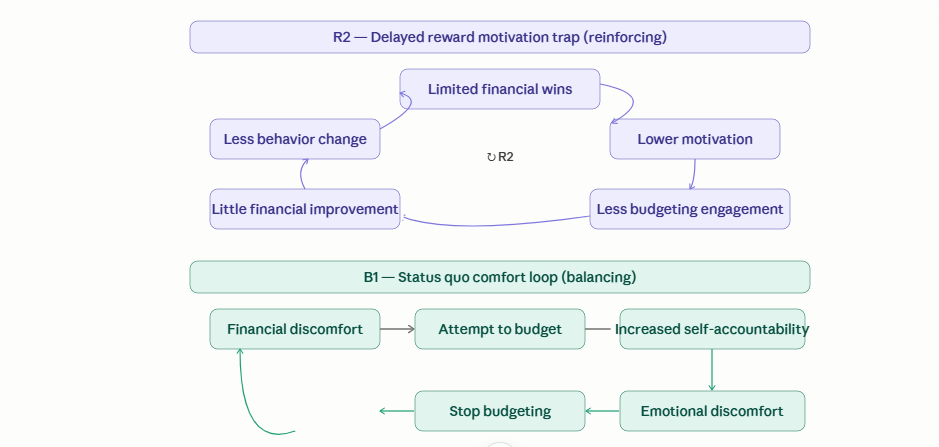 R2 — Delayed reward motivation trap (reinforcing)
Limited financial wins
Less behavior change
Lower motivation
↻ R2
Little financial improvement
Less budgeting engagement
B1 — Status quo comfort loop (balancing)
Financial discomfort
Attempt to budget
Increased self-accountability
Stop budgeting
Emotional discomfort